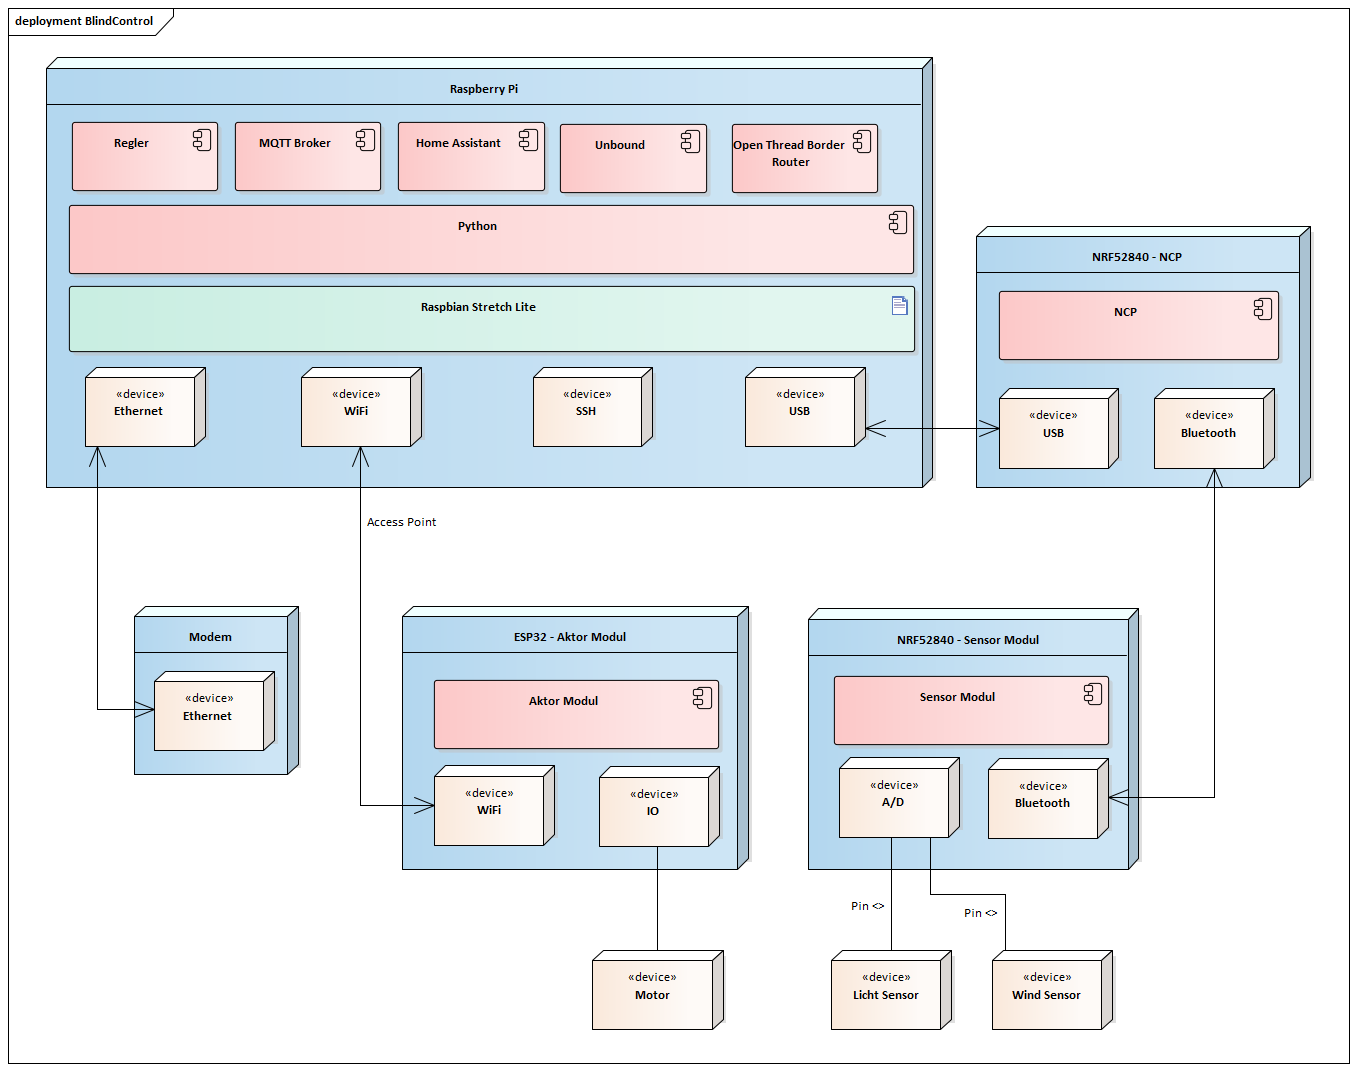 deployment BlindControl
Raspberry Pi
Regler
MQTT Broker
Home Assistant
Unbound
Open Thread Border
Router
Python
Raspbian Stretch Lite
«device»
Ethernet
«device»
WiFi
«device»
SSH
«device»
USB
NRF52840 - NCP
NCP
«device»
USB
«device»
Bluetooth
Access Point
Modem
«device»
Ethernet
ESP32 - Aktor Modul
Aktor Modul
«device»
WiFi
«device»
IO
NRF52840 - Sensor Modul
Sensor Modul
«device»
A/D
«device»
Bluetooth
Pin <>
Pin <>
«device»
Motor
«device»
Licht Sensor
«device»
Wind Sensor